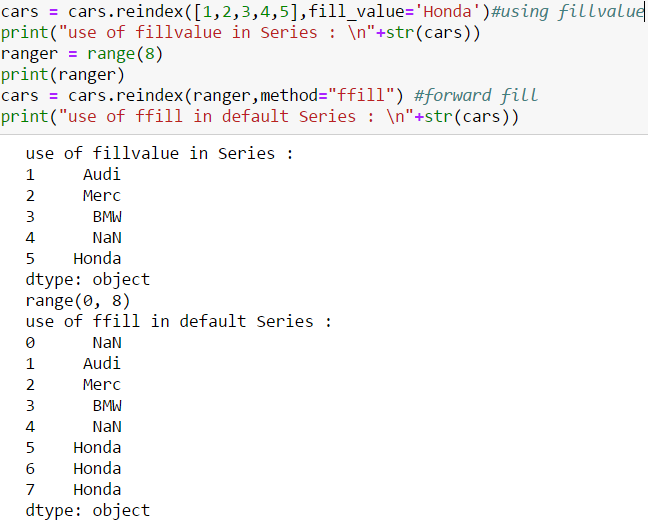 cars = cars.reindex([1,2,3,4,5],fill_value='Honda')#using fillvalue
print("use of fillvalue in Series : \n"+str(cars))
ranger = range(8)
print(ranger)
cars = cars.reindex(ranger,method="ffill") #forward fill
print("use of ffill in default Series : \n"+str(cars))
use of fillvalue in Series :
1     Audi
2     Merc
3      BMW
4      NaN
5    Honda
dtype: object
range(0, 8)
use of ffill in default Series :
0      NaN
1     Audi
2     Merc
3      BMW
4      NaN
5    Honda
6    Honda
7    Honda
dtype: object